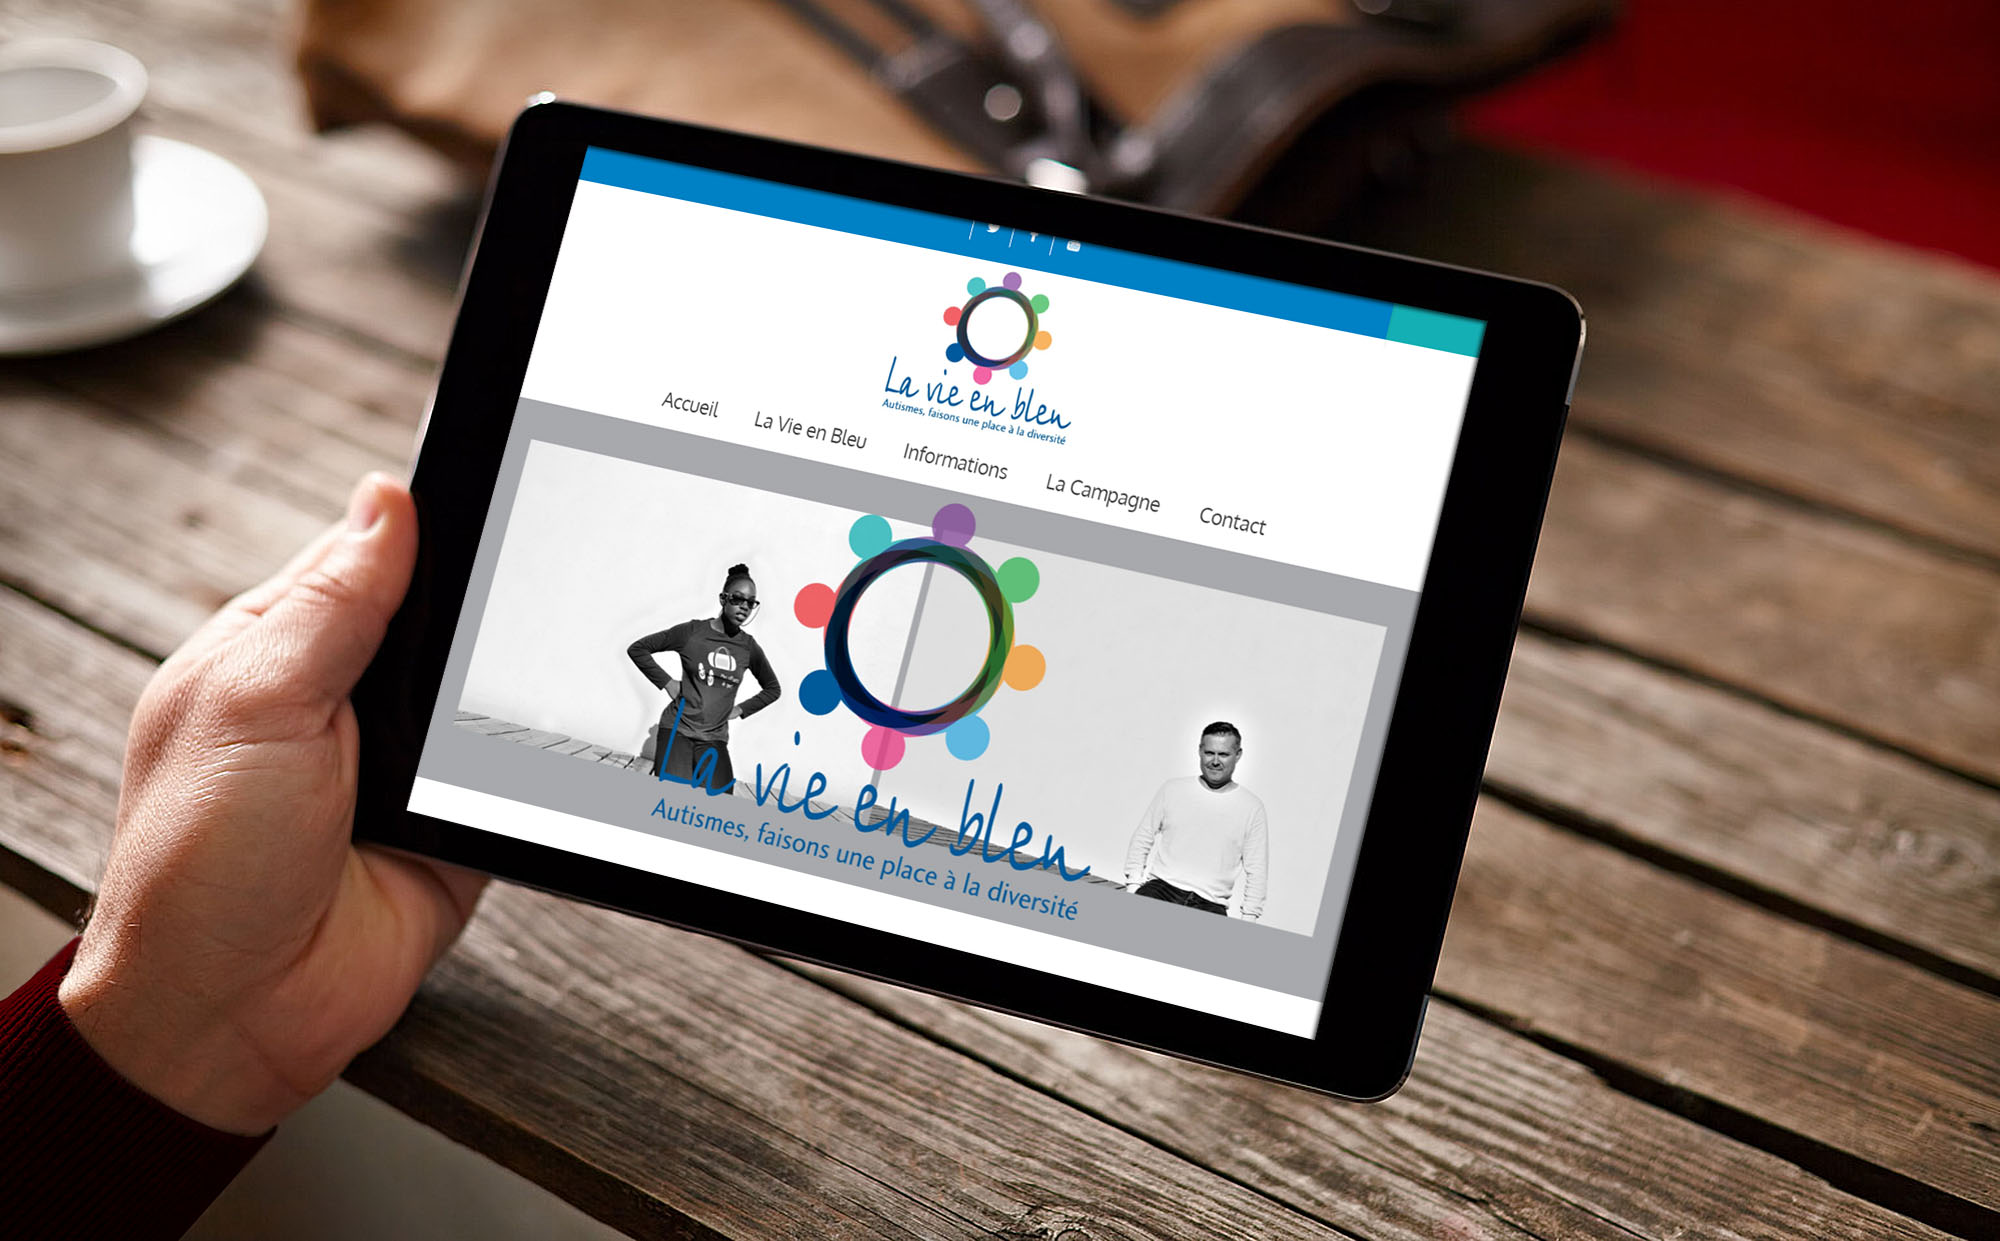 La vie en bleu
Autismes, faisons une place à la diversité
Accueil
La Vie en Bleu
Informations
La Campagne
Contact
La vie en bleu
Autismes, faisons une place à la diversité